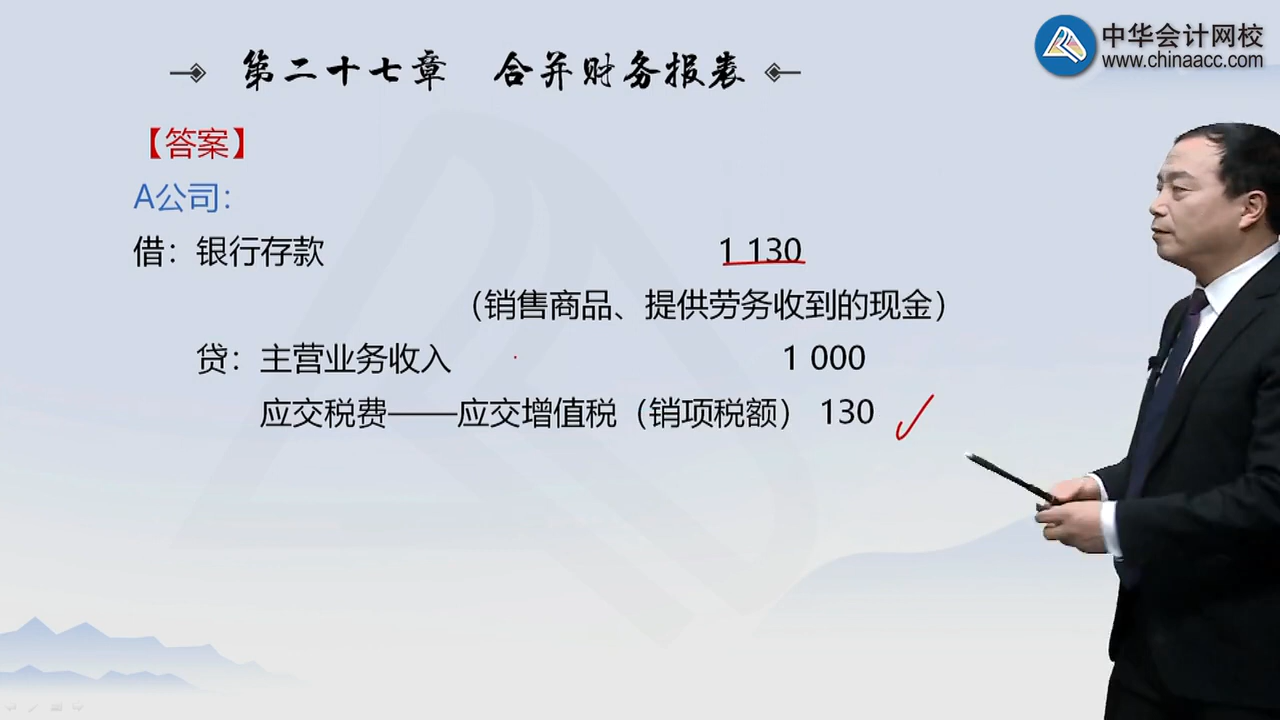 中华会计网校
www.chinaacc.com
第二十七章 合并财务报表
【答案】
A公司：
借：银行存款 1 130
（销售商品、提供劳务收到的现金）
贷：主营业务收入 1 000
应交税费——应交增值税（销项税额） 130